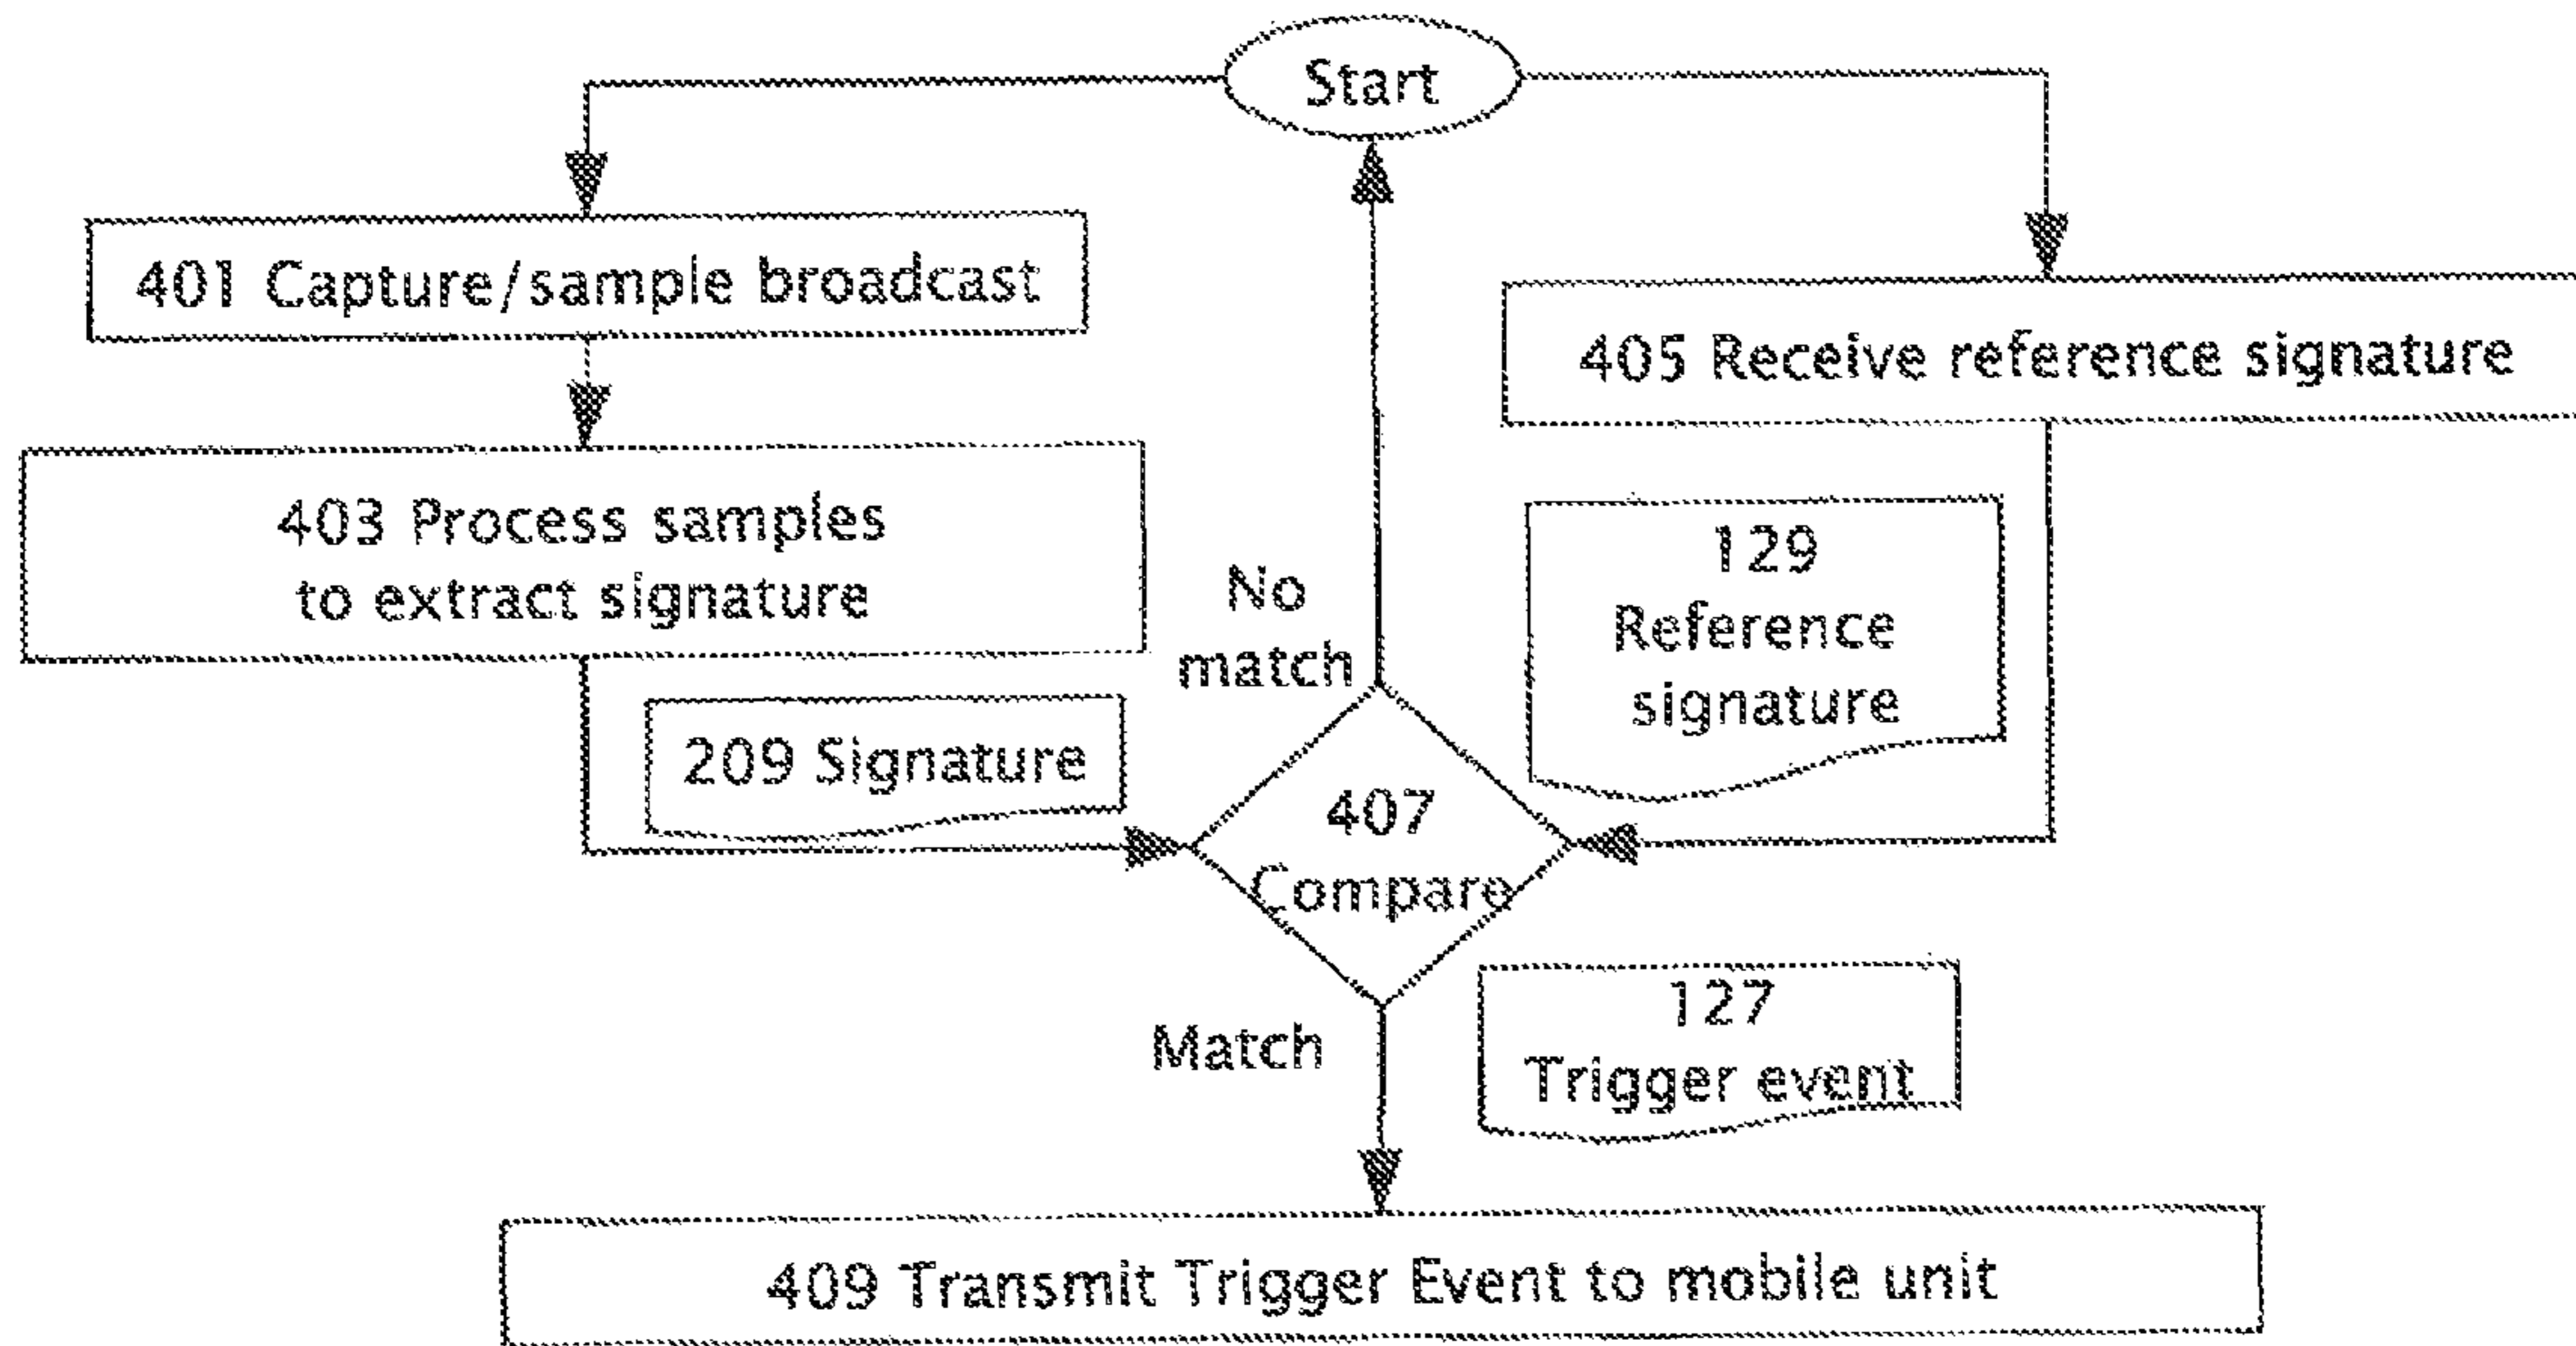 Start
401 Capture/sample broadcast
405 Receive reference signature
403 Process samples
to extract signature
129
Reference
signature
No
match
209 Signature
407
Compare
Match
127
Trigger event
409 Transmit Trigger Event to mobile unit